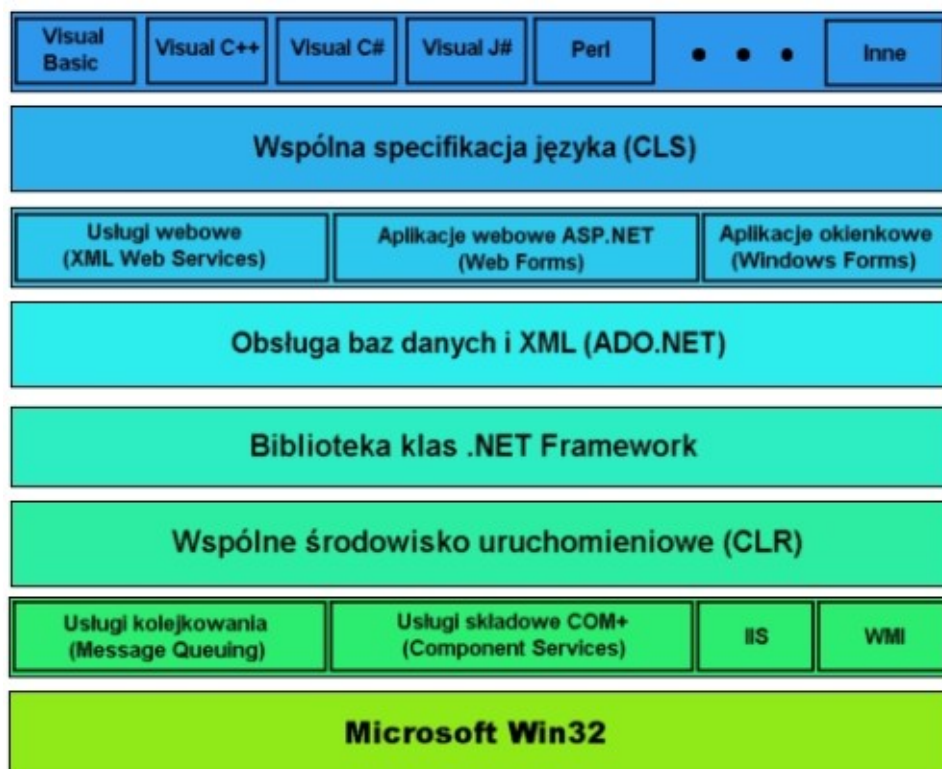 Visual
Basic
Visual C++
Visual C#
Visual J#
Perl
• • •
Inne
Wspólna specifikacja języka (CLS)
Usługi webowe
(XML Web Services)
Aplikacje webowe ASP.NET
(Web Forms)
Aplikacje okienkowe
(Windows Forms)
Obsługa baz danych i XML (ADO.NET)
Biblioteka klas .NET Framework
Wspólne środowisko uruchomieniowe (CLR)
Usługi kolejkowania
(Message Queuing)
Usługi składowe COM+
(Component Services)
IIS
WMI
Microsoft Win32